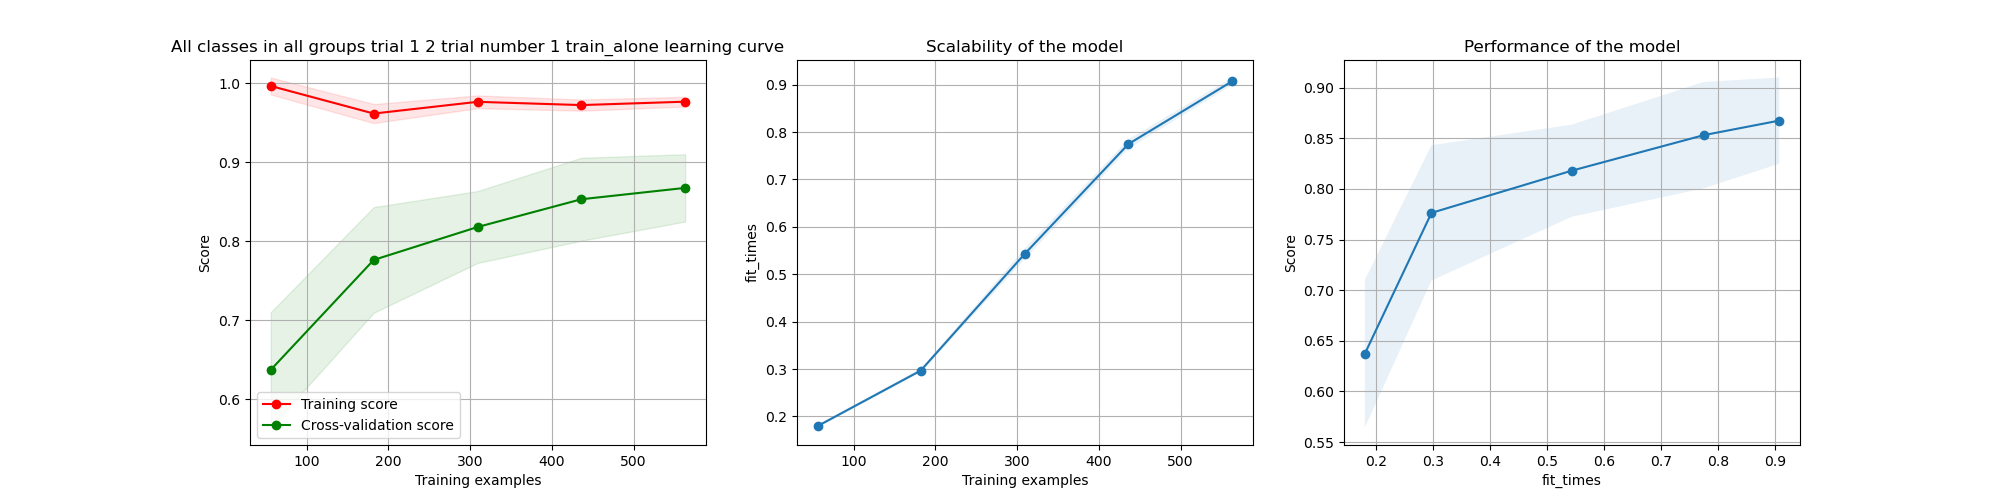 All classes in all groups trial 1 2 trial number 1 train_alone learning curve
1.0
0.9
0.8
0.7
0.6
Score
Training score
Cross-validation score
100 200 300 400 500
Training examples
Scalability of the model
0.9
0.8
0.7
0.6
0.5
0.4
0.3
0.2
fit_times
100 200 300 400 500
Training examples
Performance of the model
0.90
0.85
0.80
0.75
0.70
0.65
0.60
0.55
Score
0.2 0.3 0.4 0.5 0.6 0.7 0.8 0.9
fit_times